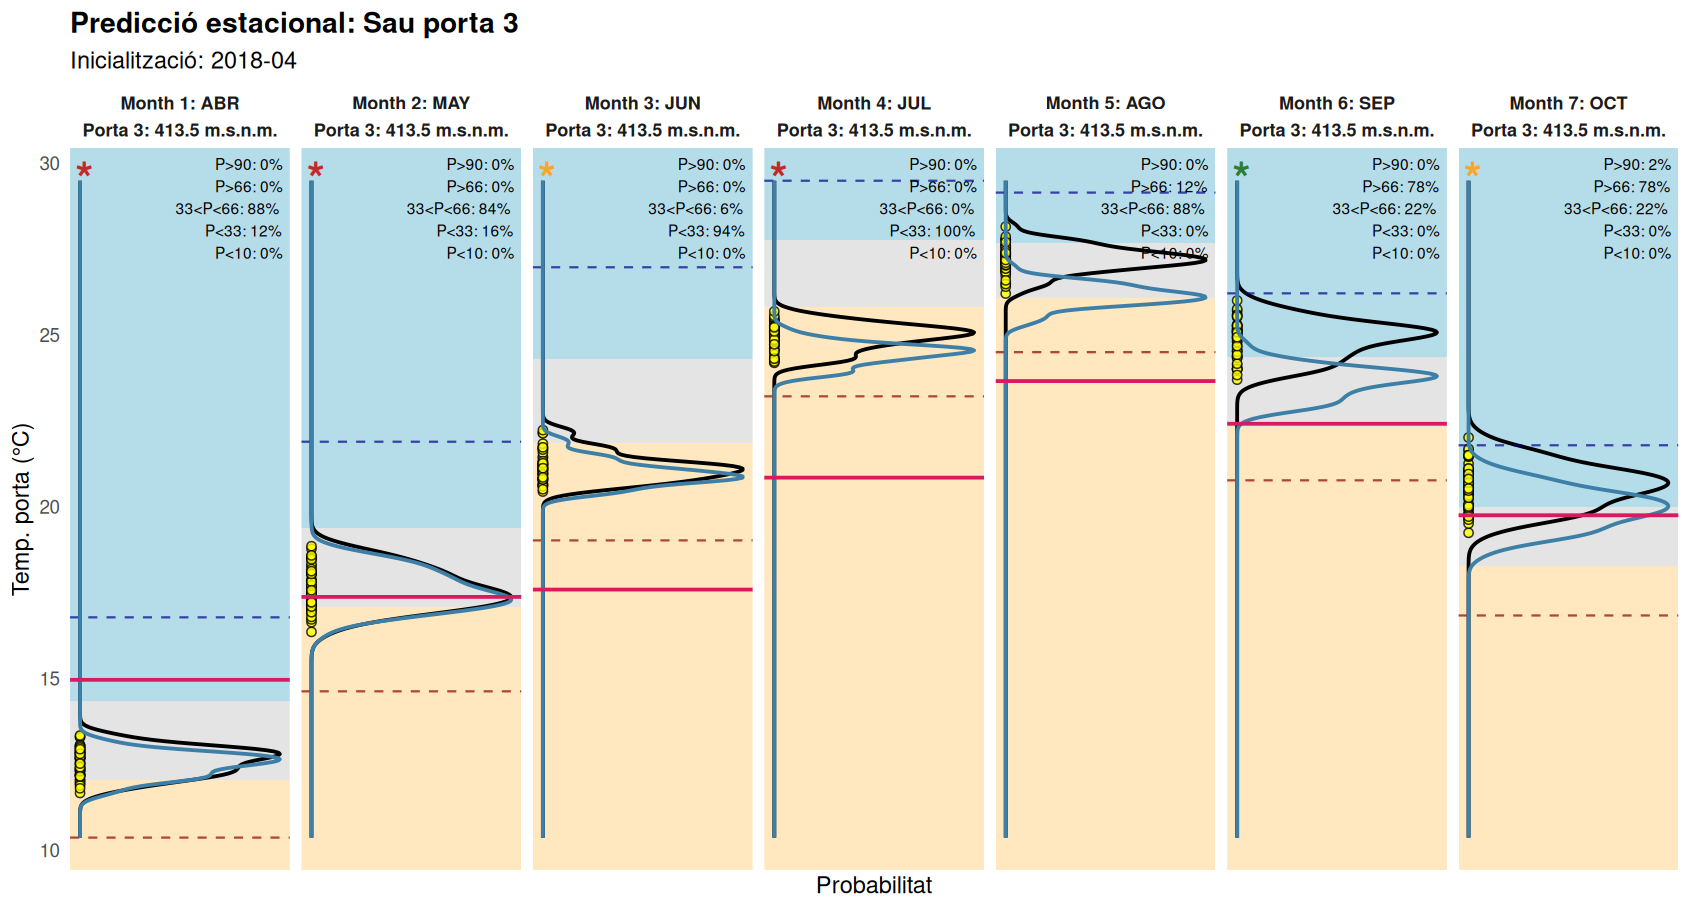 Predicció estacional: Sau porta 3
Inicialització: 2018-04
Month 1: ABR
Porta 3: 413.5 m.s.n.m.
Month 2: MAY
Porta 3: 413.5 m.s.n.m.
Month 3: JUN
Porta 3: 413.5 m.s.n.m.
Month 4: JUL
Porta 3: 413.5 m.s.n.m.
Month 5: AGO
Porta 3: 413.5 m.s.n.m.
Month 6: SEP
Porta 3: 413.5 m.s.n.m.
Month 7: OCT
Porta 3: 413.5 m.s.n.m.
Temp. porta (°C)
30
25
20
15
10
*
P>90: 0%
P>66: 0%
33<P<66: 88%
P<33: 12%
P<10: 0%
*
P>90: 0%
P>66: 0%
33<P<66: 84%
P<33: 16%
P<10: 0%
*
P>90: 0%
P>66: 0%
33<P<66: 6%
P<33: 94%
P<10: 0%
*
P>90: 0%
P>66: 0%
33<P<66: 0%
P<33: 100%
P<10: 0%
P>90: 0%
P>66: 12%
33<P<66: 88%
P<33: 0%
P<10: 0%
*
P>90: 0%
P>66: 78%
33<P<66: 22%
P<33: 0%
P<10: 0%
*
P>90: 2%
P>66: 78%
33<P<66: 22%
P<33: 0%
P<10: 0%
Probabilitat